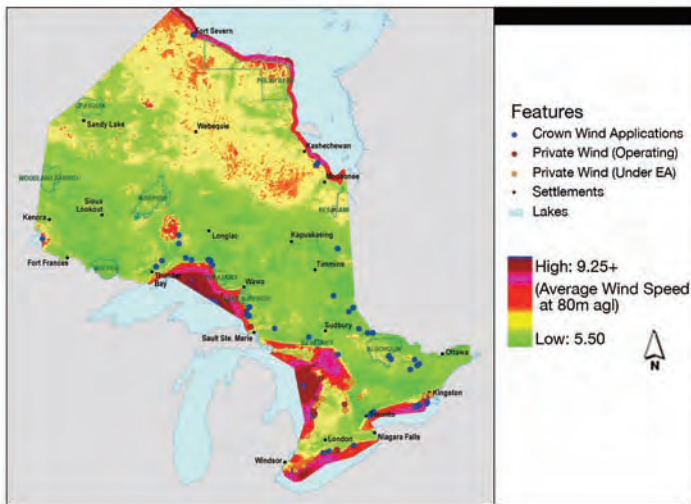 Fort Severn
Sandy Lake
Webequie
Kashechewan
Moosonee
Sioux
Lookout
Kenora
Longlac
Kapuskasing
Fort Frances
Thunder
Bay
Timmins
Wawa
Sault Ste. Marie
Sudbury
Ottawa
Kingston
Toronto
London
Niagara Falls
Windsor
Features
Crown Wind Applications
Private Wind (Operating)
Private Wind (Under EA)
Settlements
Lakes
High: 9.25+
(Average Wind Speed
at 80m agl)
Low: 5.50
N